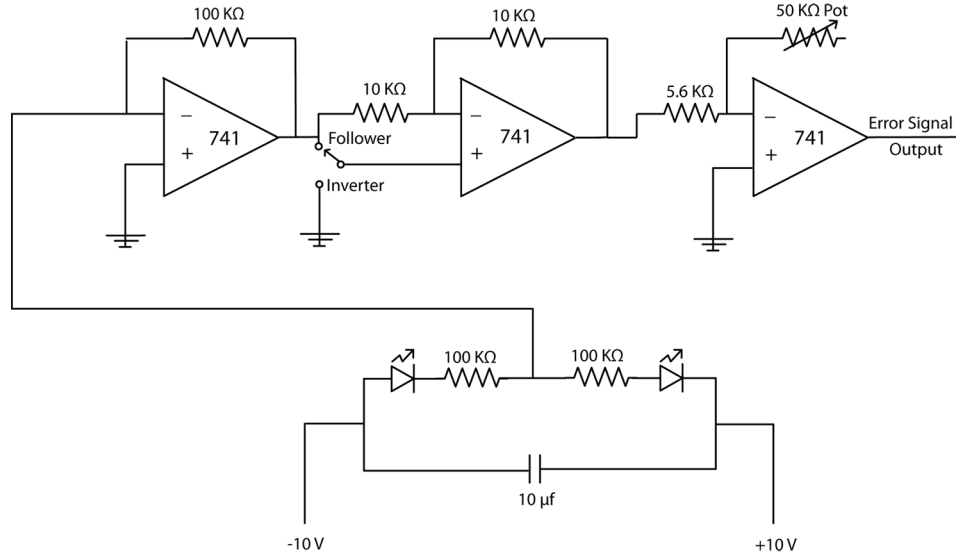 100 KΩ
10 KΩ
50 KΩ Pot
10 KΩ
5.6 KΩ
−
741
+
Follower
Inverter
−
741
+
−
741
+
Error Signal
Output
100 KΩ
100 KΩ
10 µf
-10 V
+10 V